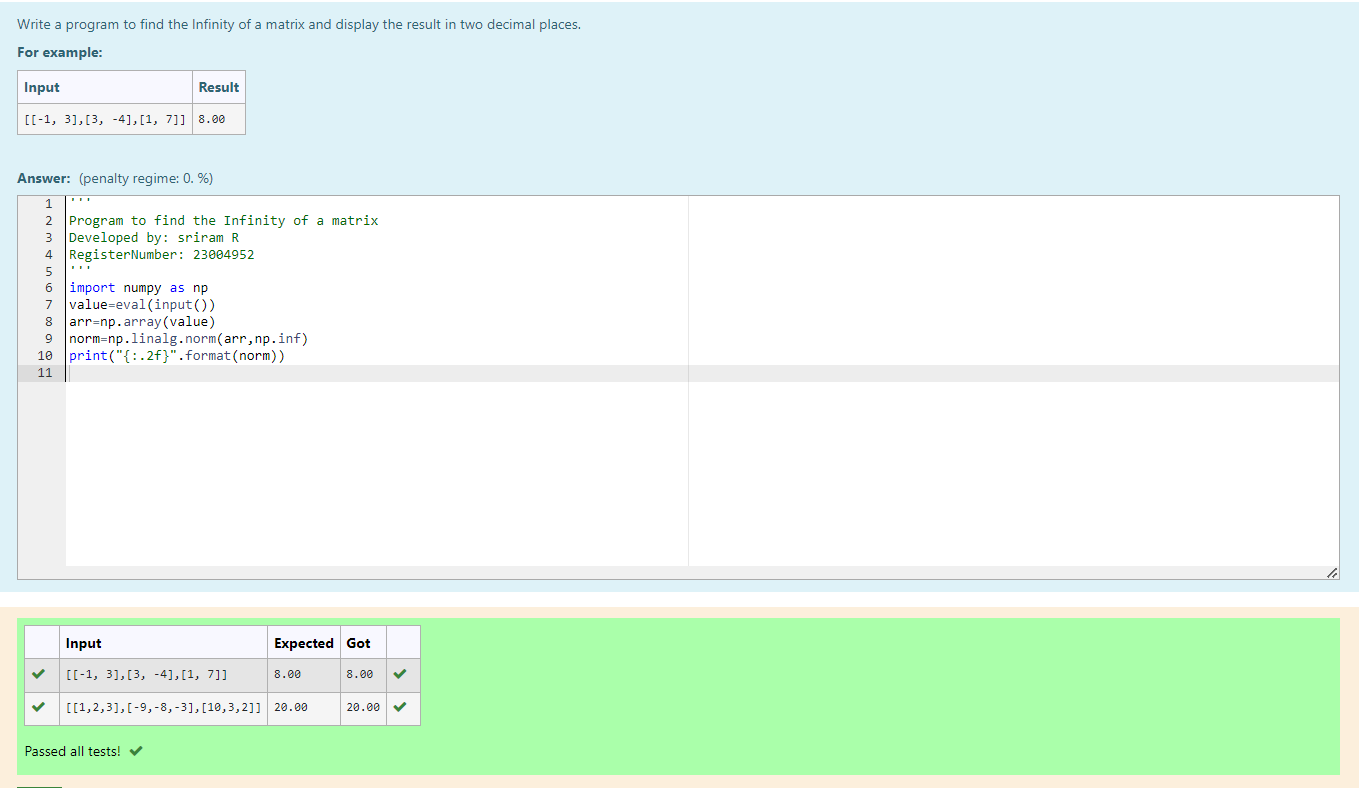 Write a program to find the Infinity of a matrix and display the result in two decimal places.
For example:
Input Result
[[-1, 3],[3, -4],[1, 7]] 8.00
Answer: (penalty regime: 0. %)
1 '''
2 Program to find the Infinity of a matrix
3 Developed by: sriram R
4 RegisterNumber: 23004952
5 '''
6 import numpy as np
7 value=eval(input())
8 arr=np.array(value)
9 norm=np.linalg.norm(arr,np.inf)
10 print("{:.2f}".format(norm))
11
Input Expected Got
[[-1, 3],[3, -4],[1, 7]] 8.00 8.00
[[1,2,3],[-9,-8,-3],[10,3,2]] 20.00 20.00
Passed all tests!